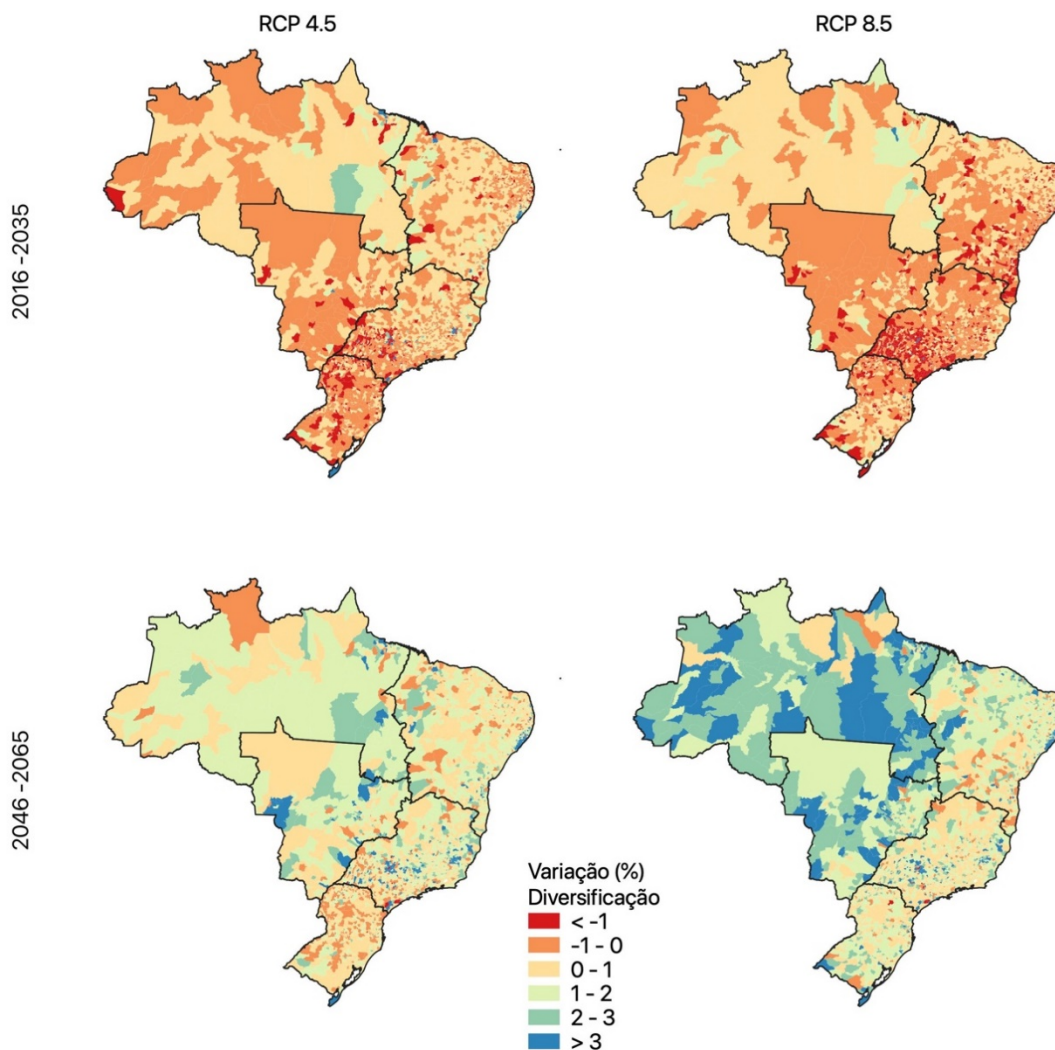 RCP 4.5
RCP 8.5
2016 -2035
2046 -2065
Variação (%)
Diversificação
< -1
-1 - 0
0 - 1
1 - 2
2 - 3
> 3